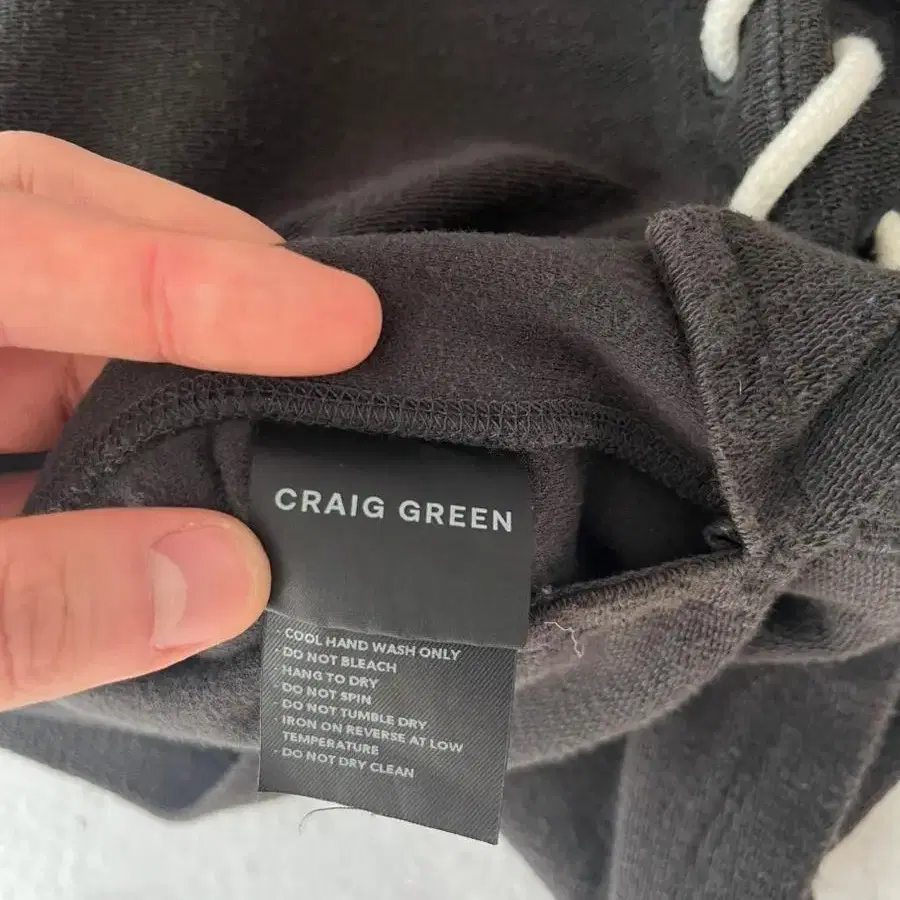 CRAIG GREEN
· COOL HAND WASH ONLY
· DO NOT BLEACH
· HANG TO DRY
· DO NOT SPIN
· DO NOT TUMBLE DRY
· IRON ON REVERSE AT LOW
TEMPERATURE
· DO NOT DRY CLEAN